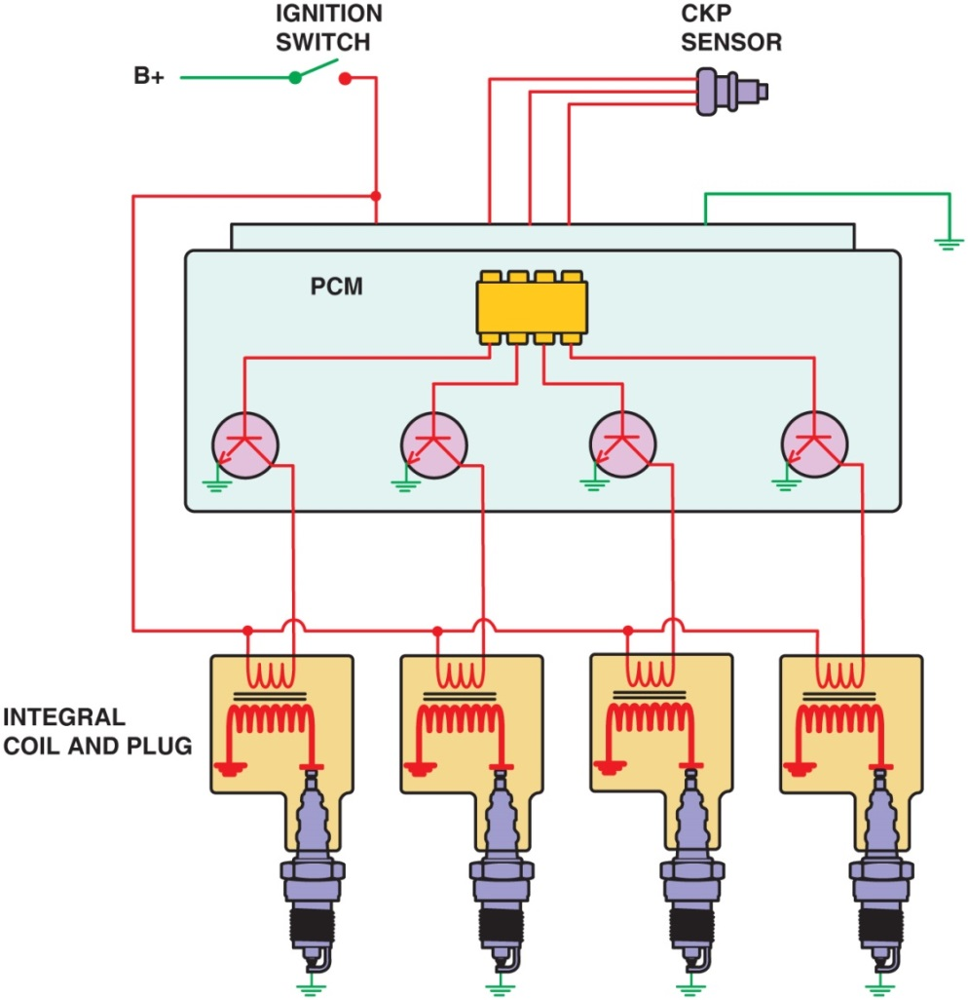 IGNITION
SWITCH
CKP
SENSOR
B+
PCM
INTEGRAL
COIL AND PLUG